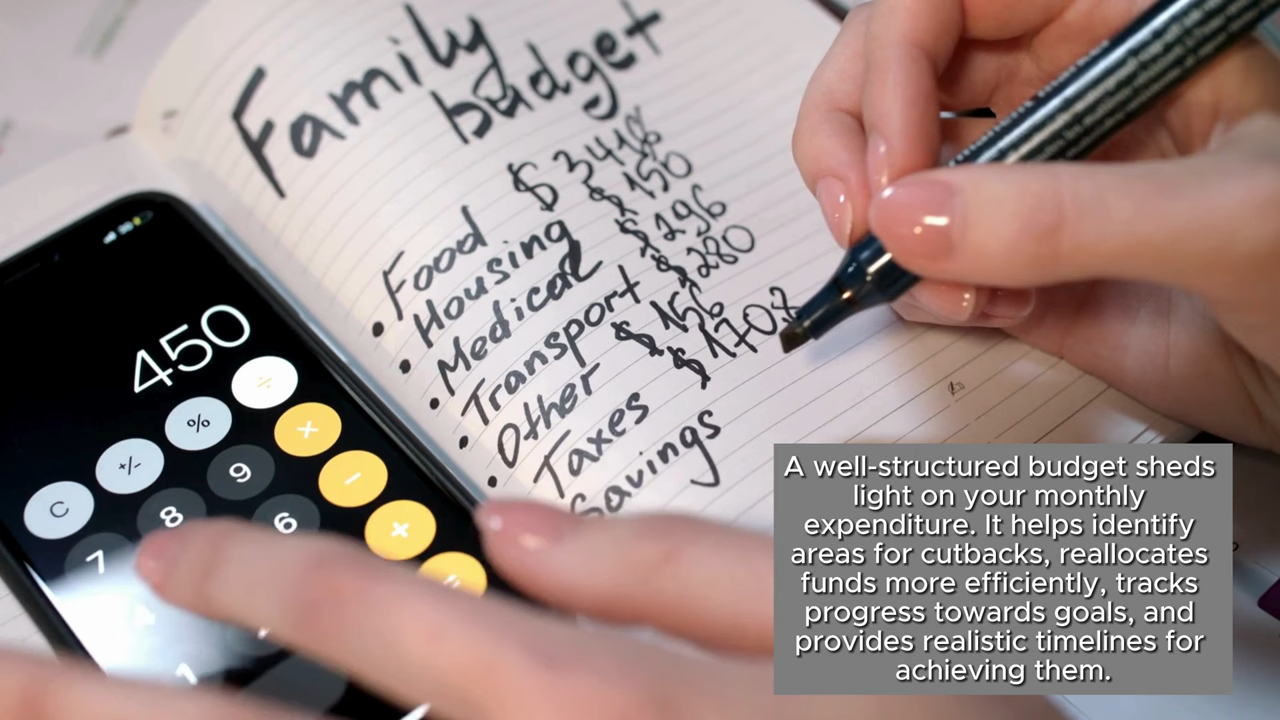 Family
budget
• Food $ 3418
• Housing $ 150
• Medical $ 296
• Transport $ 280
• Other $ 156
Taxes $ 1708
Savings
450
C
+/-
%
÷
7
8
9
×
6
−
+
1
A well-structured budget sheds
light on your monthly
expenditure. It helps identify
areas for cutbacks, reallocates
funds more efficiently, tracks
progress towards goals, and
provides realistic timelines for
achieving them.